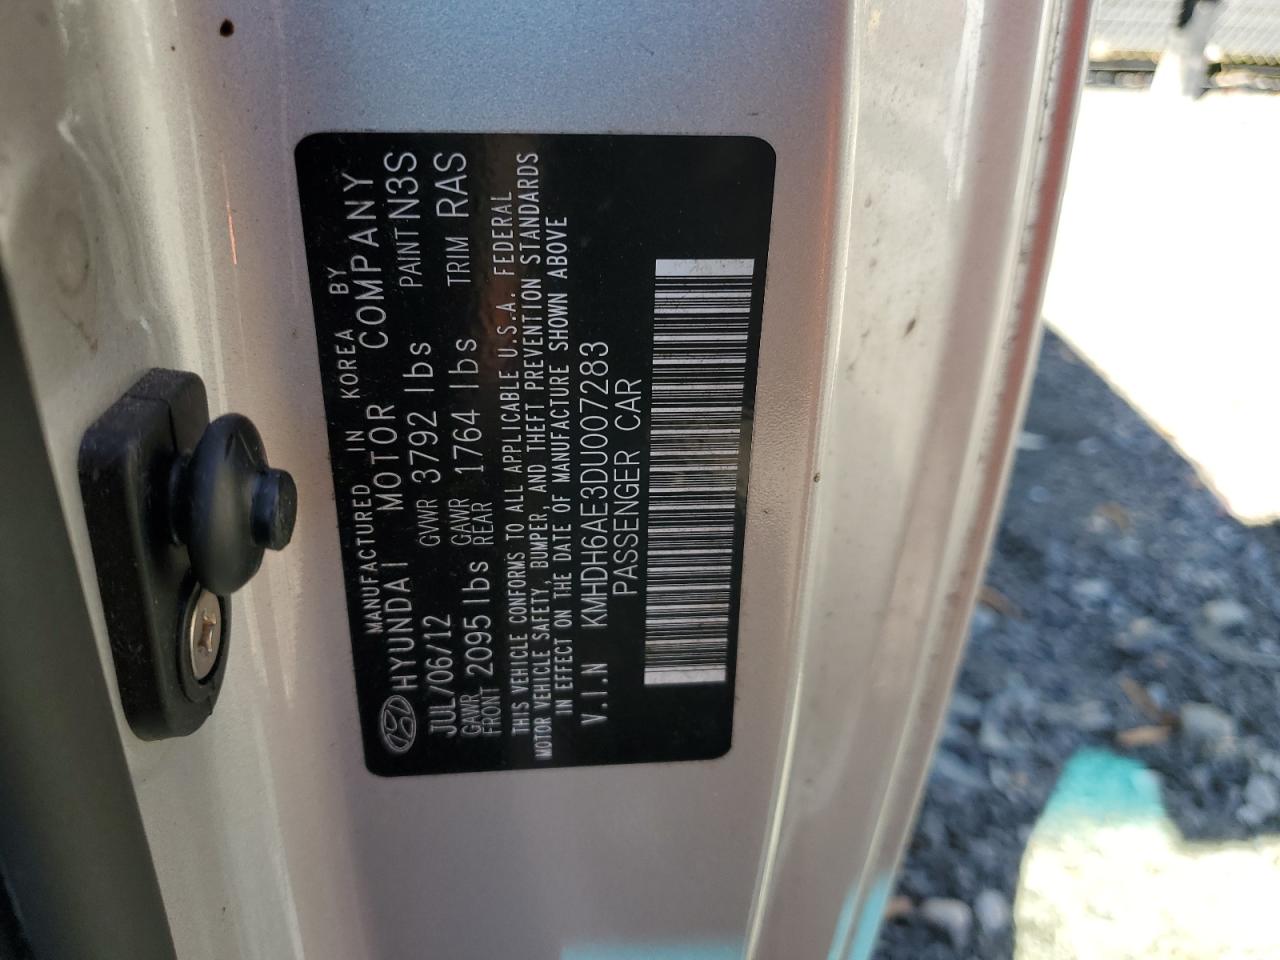 MANUFACTURED IN KOREA BY
HYUNDAI MOTOR COMPANY
JUL/06/12 GVWR 3792 lbs PAINT N3S
GAWR FRONT 2095 lbs GAWR REAR 1764 lbs TRIM RAS
THIS VEHICLE CONFORMS TO ALL APPLICABLE U.S.A. FEDERAL
MOTOR VEHICLE SAFETY, BUMPER, AND THEFT PREVENTION STANDARDS
IN EFFECT ON THE DATE OF MANUFACTURE SHOWN ABOVE
V.I.N KMHDH6AE3DU007283
PASSENGER CAR